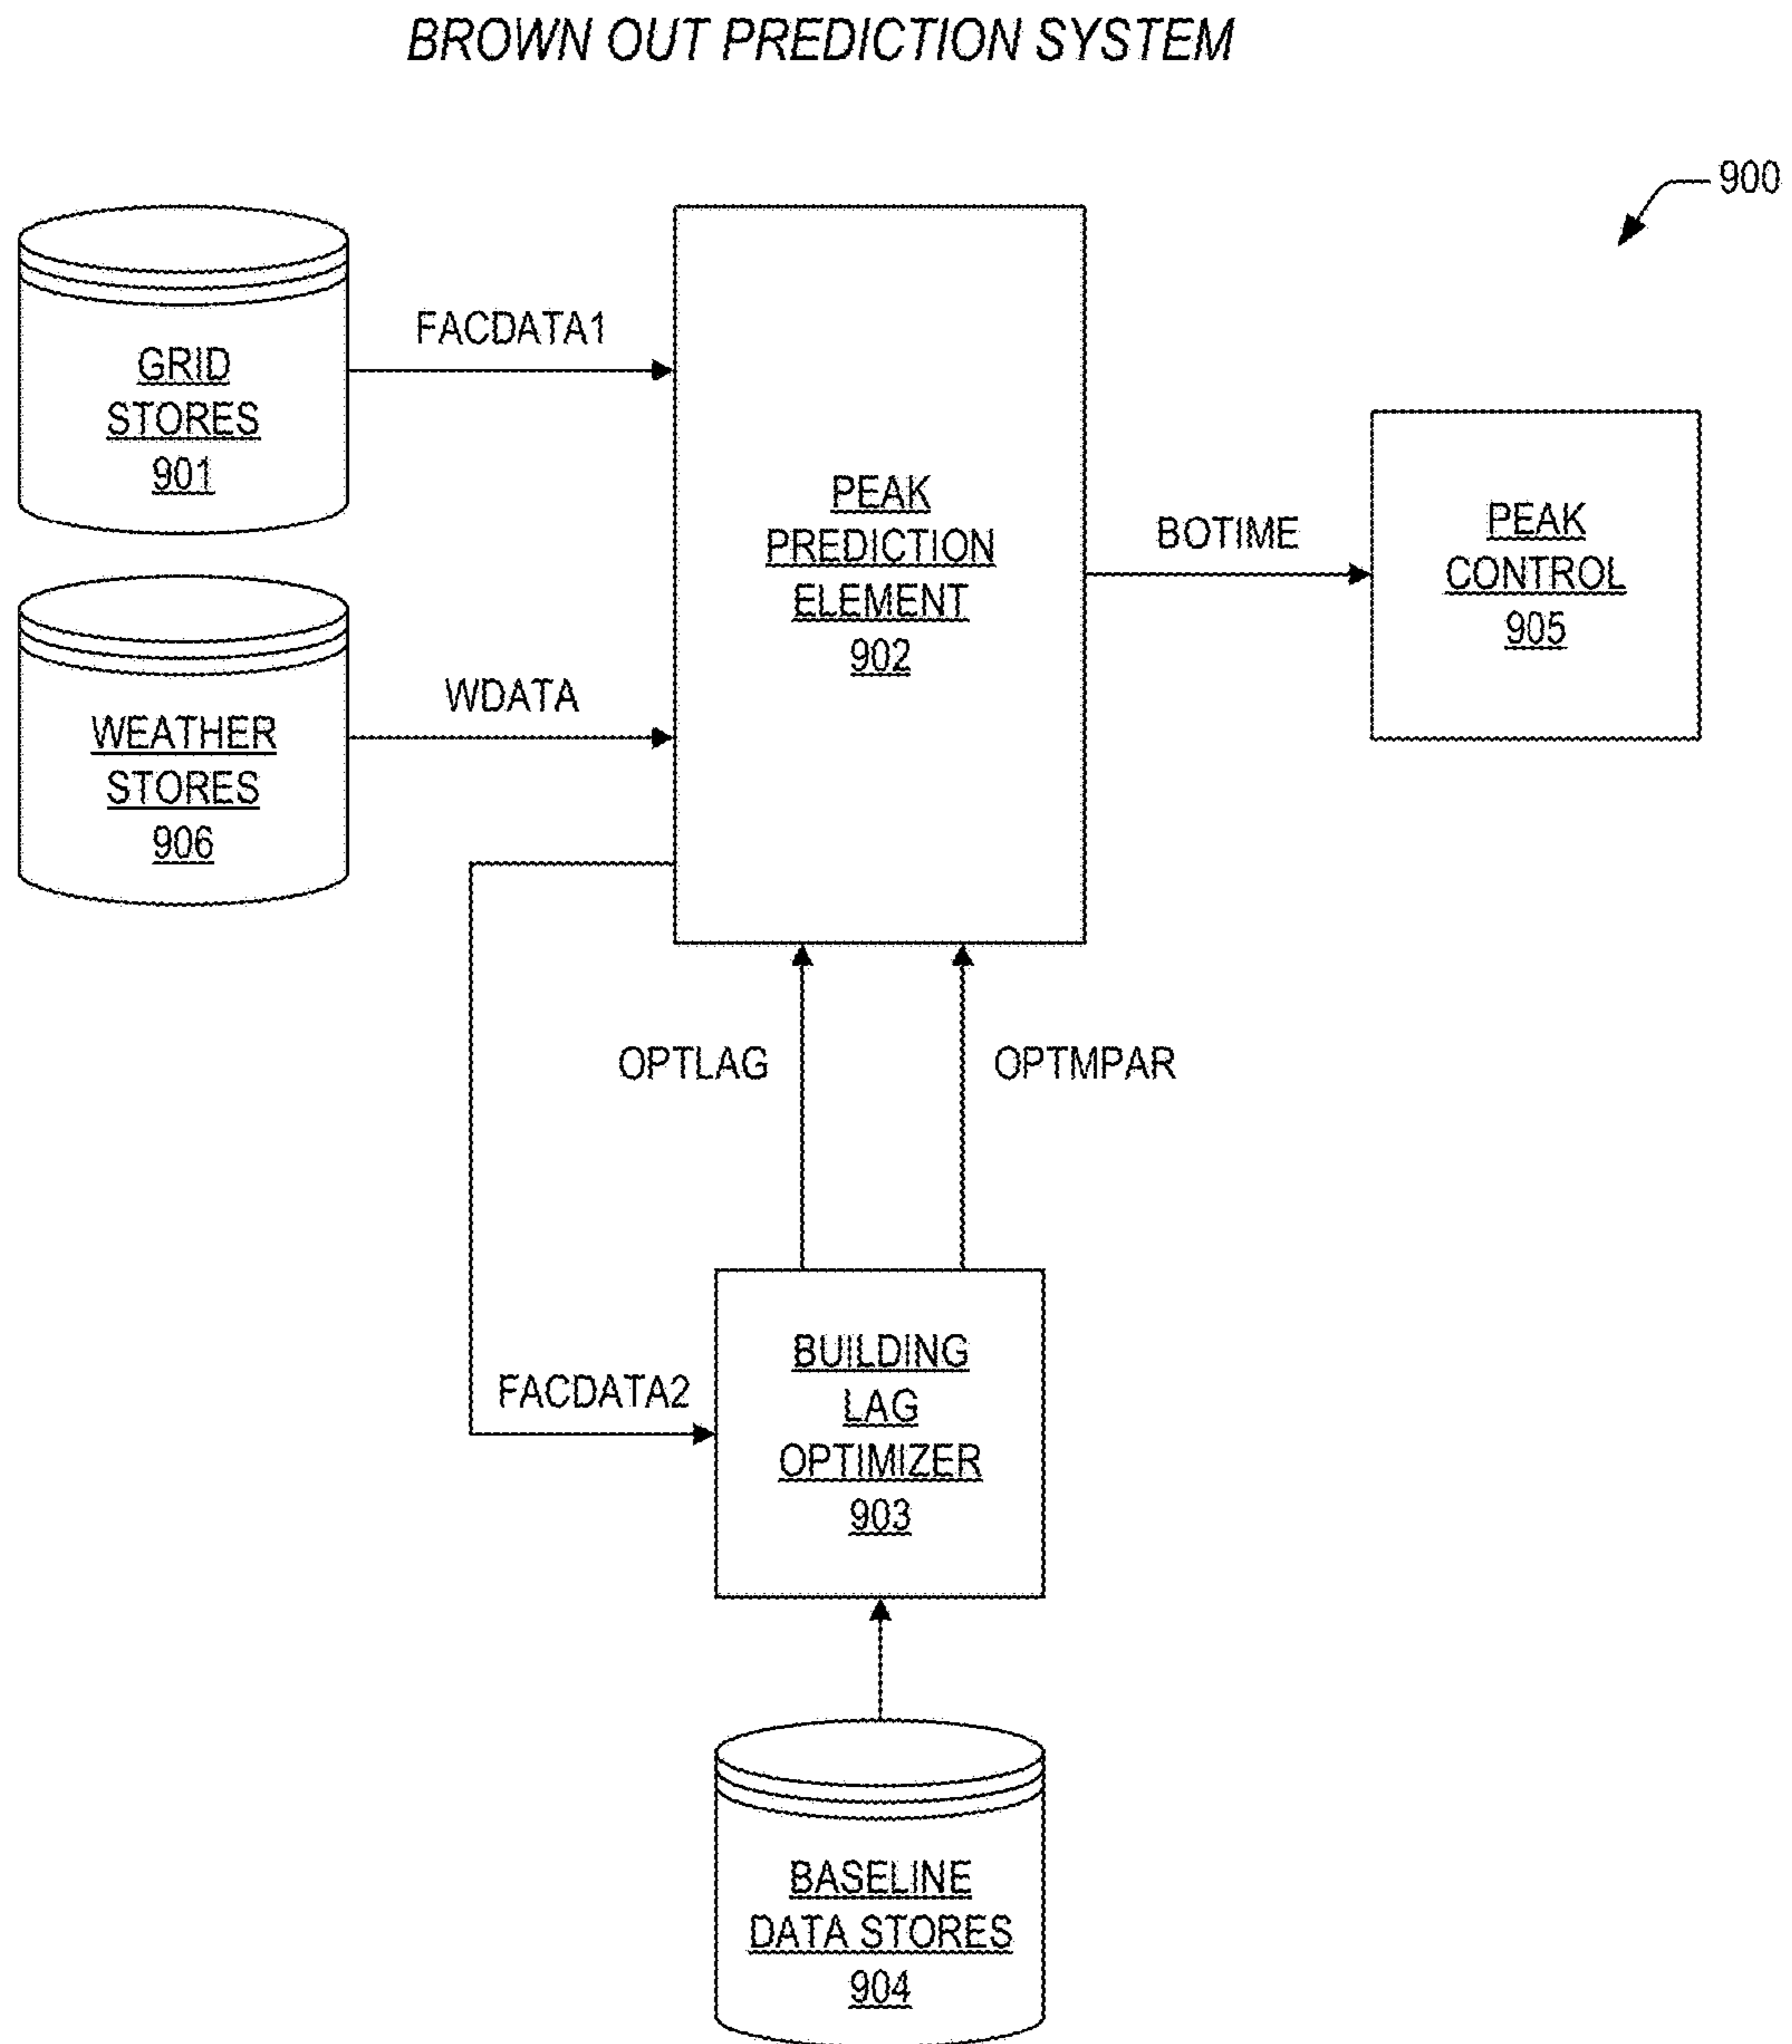 BROWN OUT PREDICTION SYSTEM
900
GRID
STORES
901
FACDATA1
WEATHER
STORES
906
WDATA
PEAK
PREDICTION
ELEMENT
902
BOTIME
PEAK
CONTROL
905
OPTLAG
OPTMPAR
FACDATA2
BUILDING
LAG
OPTIMIZER
903
BASELINE
DATA STORES
904